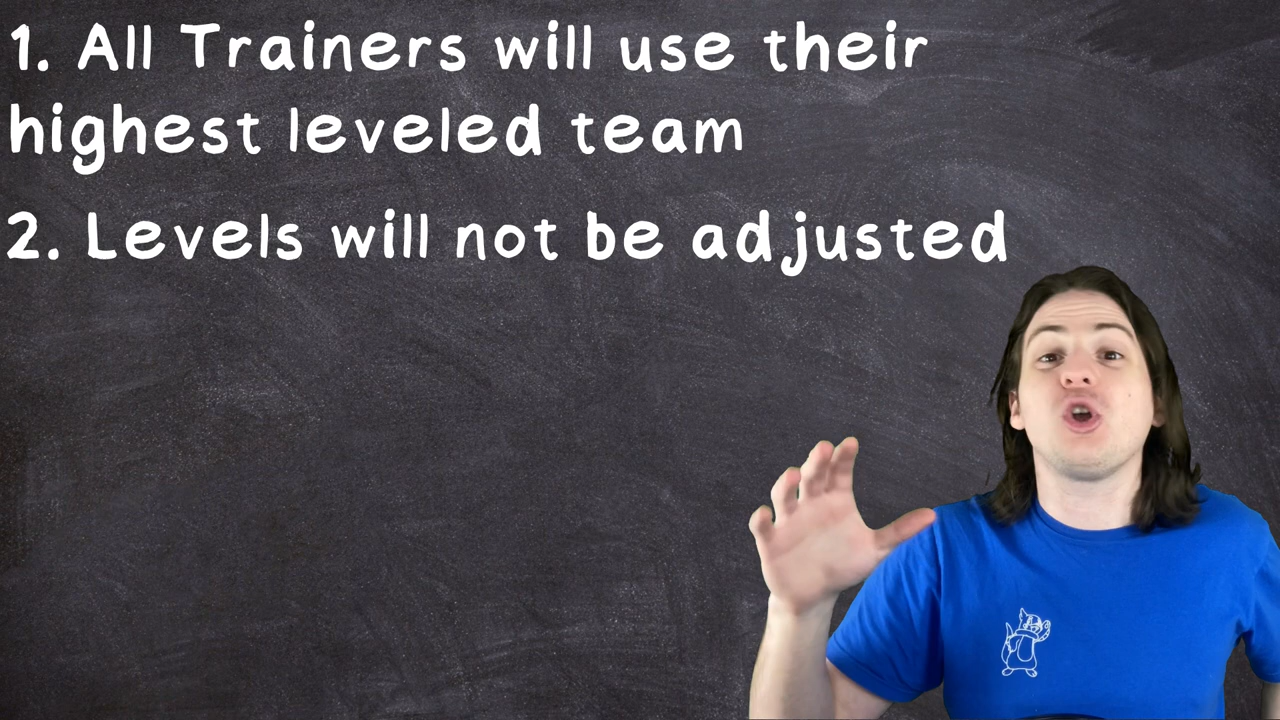 1. All Trainers will use their
highest leveled team
2. Levels will not be adjusted